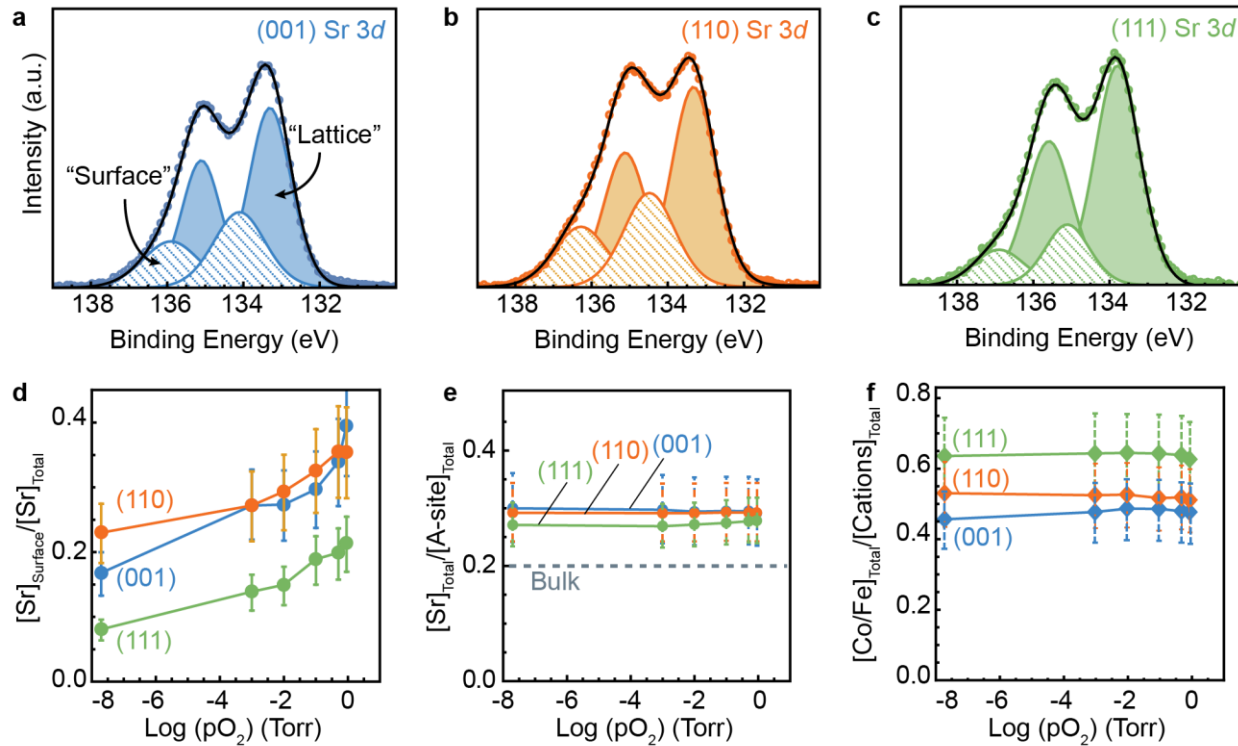 a
(001) Sr 3d
"Surface"
"Lattice"
Intensity (a.u.)
138 136 134 132
Binding Energy (eV)
b
(110) Sr 3d
138 136 134 132
Binding Energy (eV)
c
(111) Sr 3d
138 136 134 132
Binding Energy (eV)
d
[Sr]Surface/[Sr]Total
0.4
0.2
0.0
(110)
(001)
(111)
-8 -6 -4 -2 0
Log (pO2) (Torr)
e
[Sr]Total/[A-site]Total
0.4
0.2
0.0
(111)
(110)
(001)
Bulk
-8 -6 -4 -2 0
Log (pO2) (Torr)
f
[Co/Fe]Total/[Cations]Total
0.8
0.6
0.4
0.2
0.0
(111)
(110)
(001)
-8 -6 -4 -2 0
Log (pO2) (Torr)